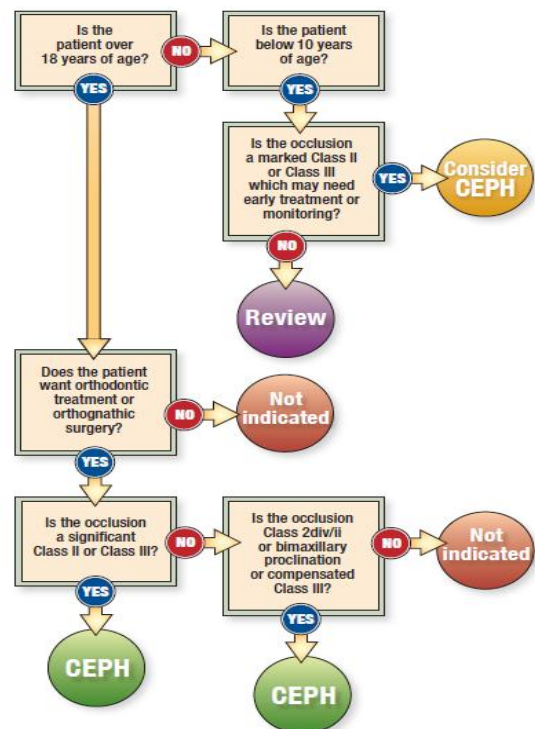 Is the
patient over
18 years of age?
NO
Is the patient
below 10 years
of age?
YES
YES
Is the occlusion
a marked Class II
or Class III
which may need
early treatment or
monitoring?
YES
Consider
CEPH
NO
Review
Does the patient
want orthodontic
treatment or
orthognathic
surgery?
NO
Not
indicated
YES
Is the occlusion
a significant
Class II or Class III?
NO
Is the occlusion
Class 2div/ii
or bimaxillary
proclination
or compensated
Class III?
NO
Not
indicated
YES
YES
CEPH
CEPH